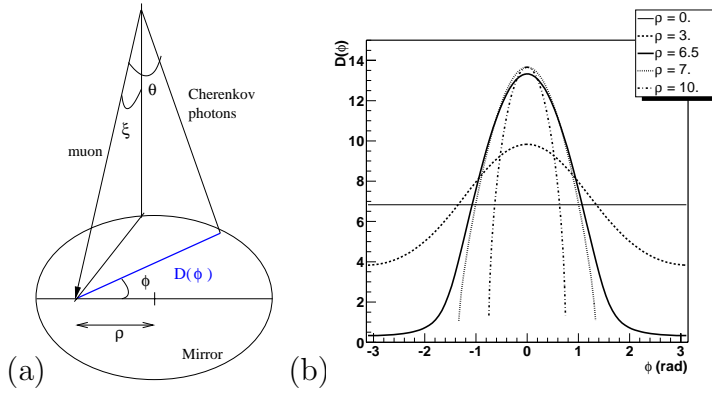 ξ
θ
Cherenkov
photons
muon
D(ϕ)
ϕ
ρ
Mirror
(a)
(b)
D(ϕ)
14
12
10
8
6
4
2
0
-3
-2
-1
0
1
2
3
ϕ (rad)
ρ = 0.
ρ = 3.
ρ = 6.5
ρ = 7.
ρ = 10.